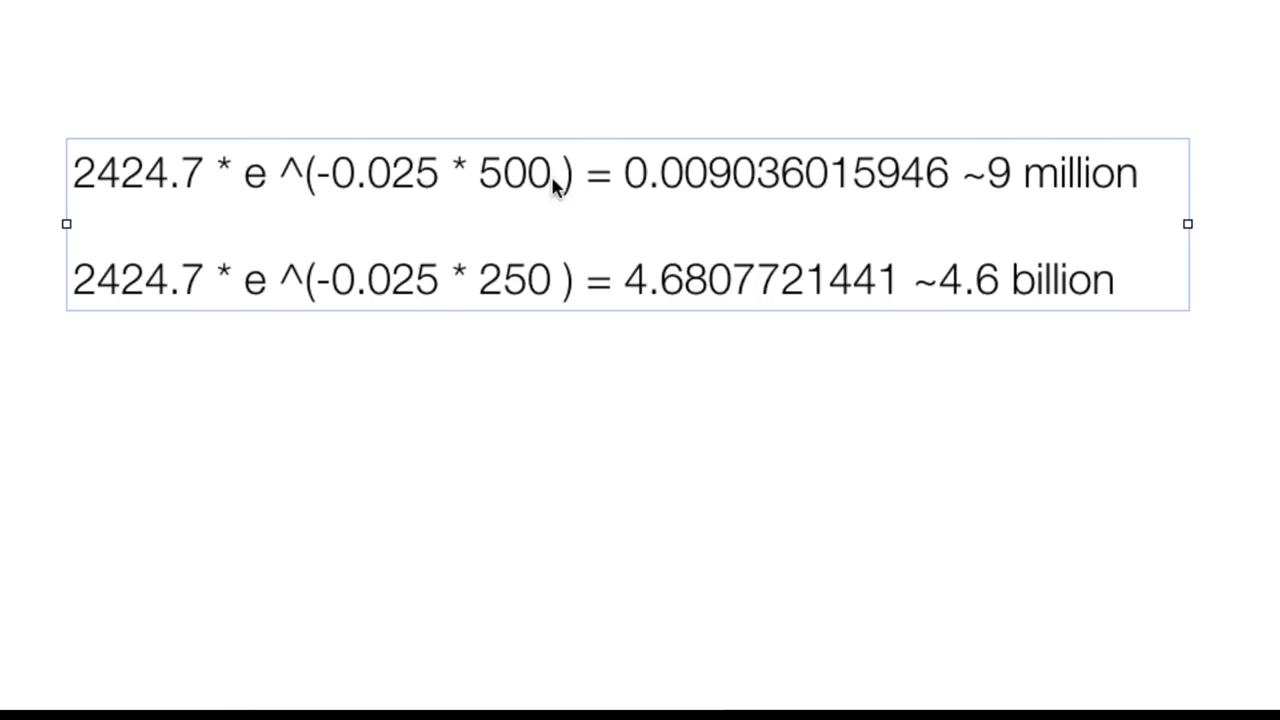 2424.7 * e ^(-0.025 * 500 ) = 0.009036015946 ~9 million
2424.7 * e ^(-0.025 * 250 ) = 4.6807721441 ~4.6 billion